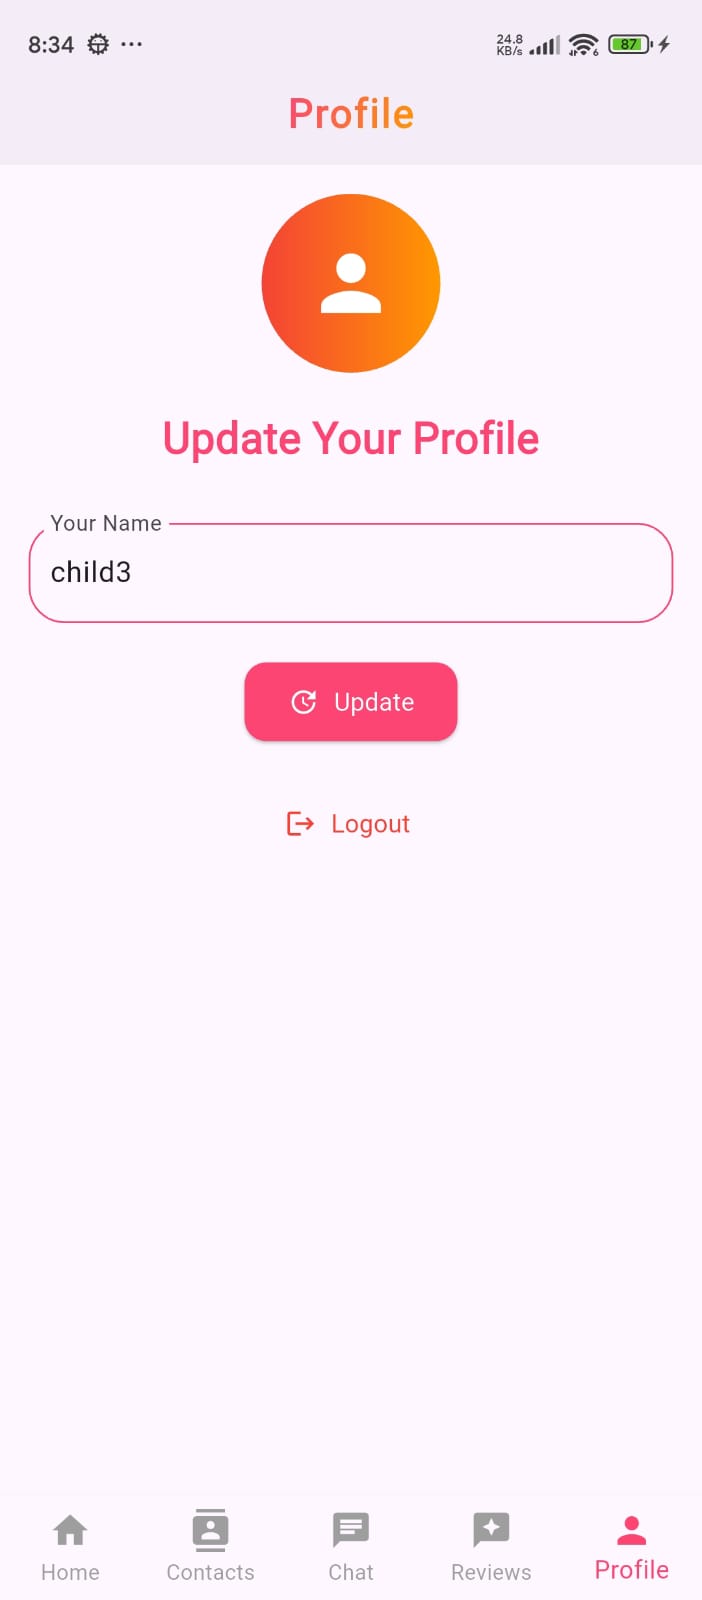 8:34 ... 24.8 KB/s 6 87
Profile
Update Your Profile
Your Name
child3
Update
Logout
Home Contacts Chat Reviews Profile